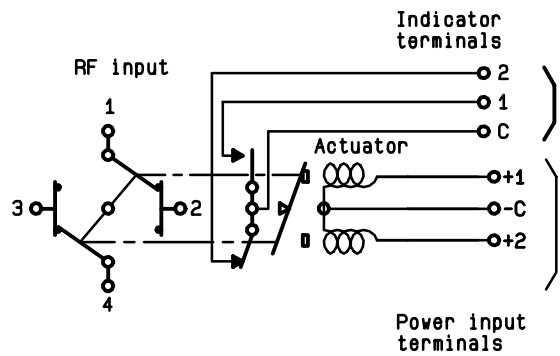 Indicator
terminals
RF input
2
1
1
C
Actuator
+1
3
2
-C
+2
4
Power input
terminals